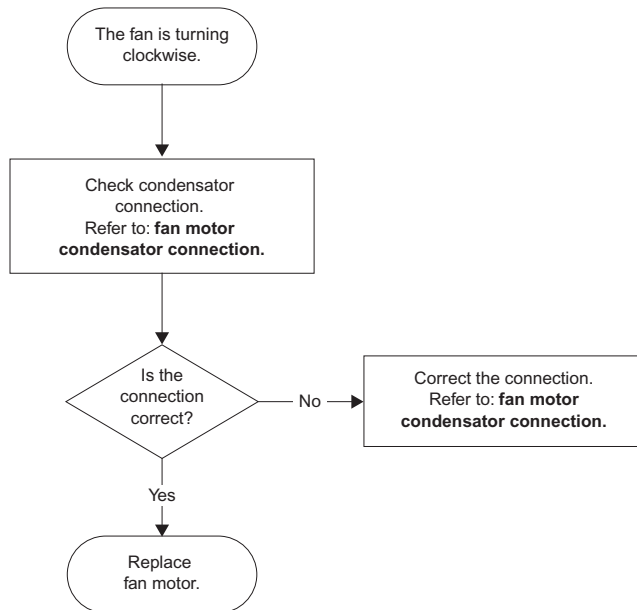 The fan is turning
clockwise.
Check condensator
connection.
Refer to: fan motor
condensator connection.
Is the
connection
correct?
No
Correct the connection.
Refer to: fan motor
condensator connection.
Yes
Replace
fan motor.